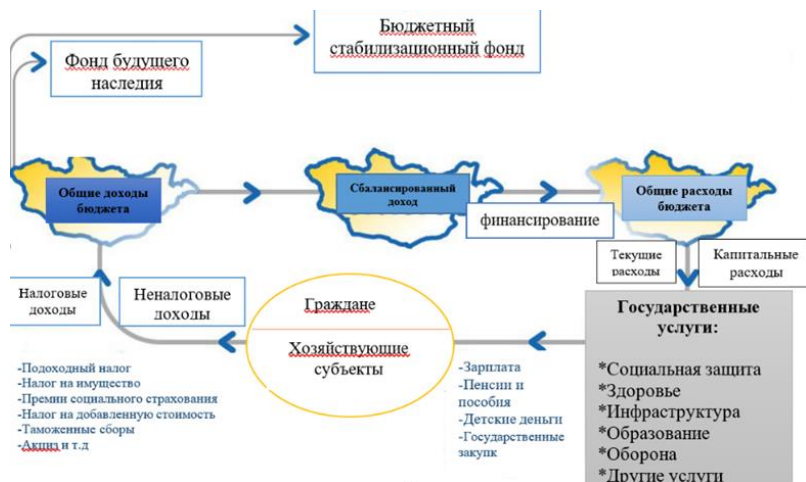 Бюджетный
стабилизационный фонд
Фонд будущего
наследия
Общие доходы
бюджета
Сбалансированный
доход
финансирование
Общие расходы
бюджета
Текущие
расходы
Капитальные
расходы
Налоговые
доходы
Неналоговые
доходы
Граждане
Хозяйствующие
субъекты
Государственные
услуги:
*Социальная защита
*Здоровье
*Инфраструктура
*Образование
*Оборона
*Другие услуги
-Зарплата
-Пенсии и
пособия
-Детские деньги
-Государственные
закупк
-Подоходный налог
-Налог на имущество
-Премии социального страхования
-Налог на добавленную стоимость
-Таможенные сборы
-Акциз и т.д